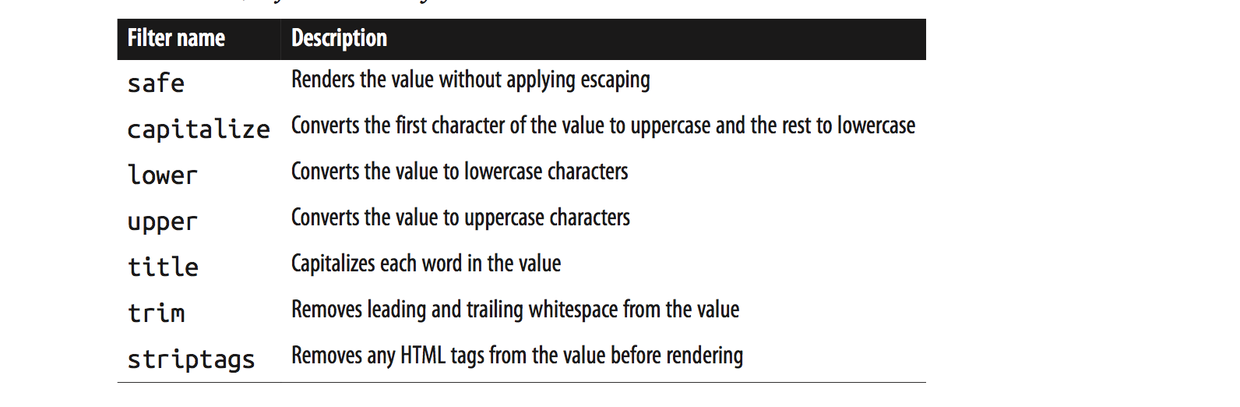 Filter name Description
safe Renders the value without applying escaping
capitalize Converts the first character of the value to uppercase and the rest to lowercase
lower Converts the value to lowercase characters
upper Converts the value to uppercase characters
title Capitalizes each word in the value
trim Removes leading and trailing whitespace from the value
striptags Removes any HTML tags from the value before rendering